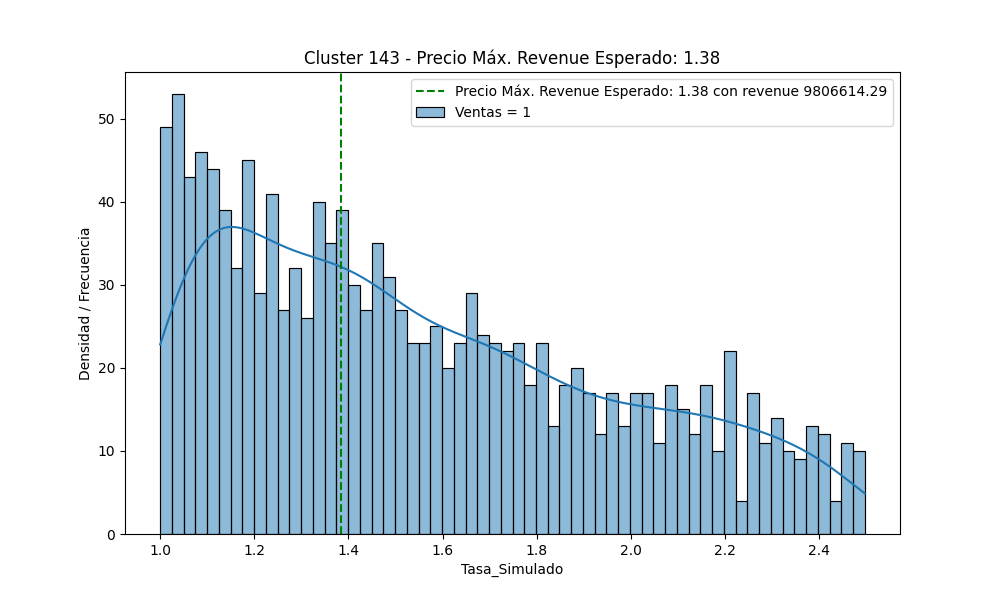 Cluster 143 - Precio Máx. Revenue Esperado: 1.38
Precio Máx. Revenue Esperado: 1.38 con revenue 9806614.29
Ventas = 1
Densidad / Frecuencia
50
40
30
20
10
0
1.0 1.2 1.4 1.6 1.8 2.0 2.2 2.4
Tasa_Simulado